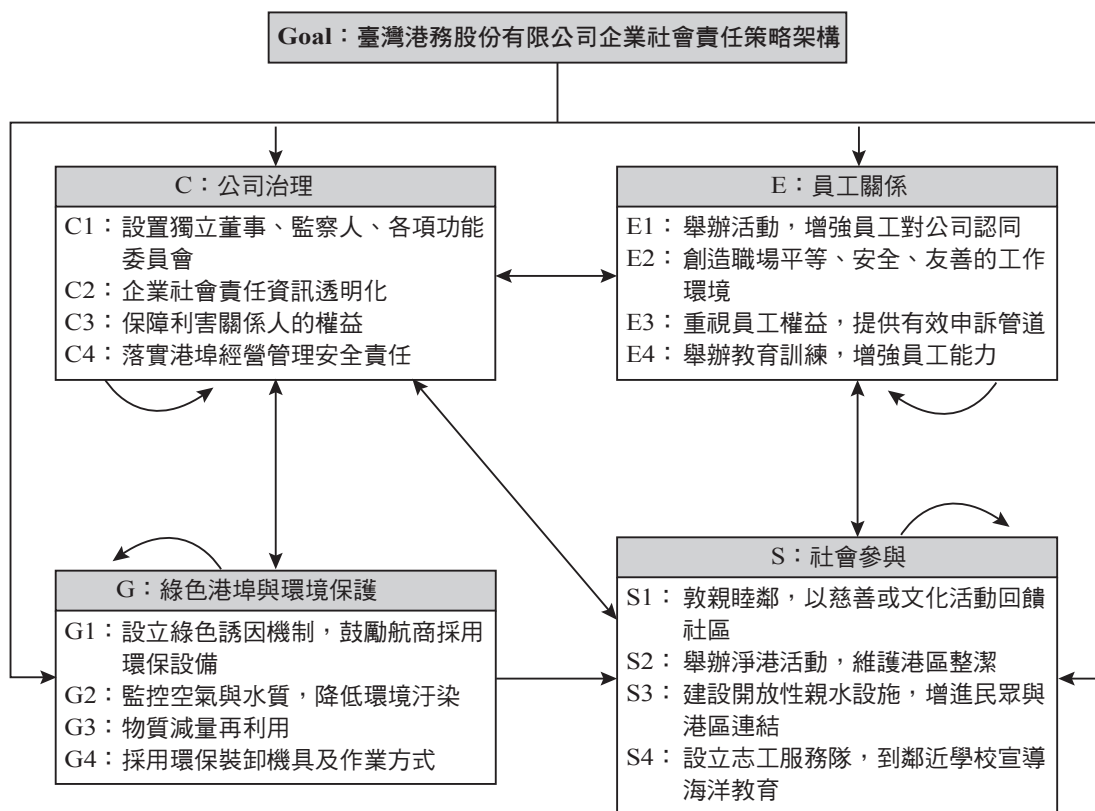 Goal：臺灣港務股份有限公司企業社會責任策略架構
C：公司治理
C1：設置獨立董事、監察人、各項功能
委員會
C2：企業社會責任資訊透明化
C3：保障利害關係人的權益
C4：落實港埠經營管理安全責任
E：員工關係
E1：舉辦活動，增強員工對公司認同
E2：創造職場平等、安全、友善的工作
環境
E3：重視員工權益，提供有效申訴管道
E4：舉辦教育訓練，增強員工能力
G：綠色港埠與環境保護
G1：設立綠色誘因機制，鼓勵航商採用
環保設備
G2：監控空氣與水質，降低環境汙染
G3：物質減量再利用
G4：採用環保裝卸機具及作業方式
S：社會參與
S1：敦親睦鄰，以慈善或文化活動回饋
社區
S2：舉辦淨港活動，維護港區整潔
S3：建設開放性親水設施，增進民眾與
港區連結
S4：設立志工服務隊，到鄰近學校宣導
海洋教育